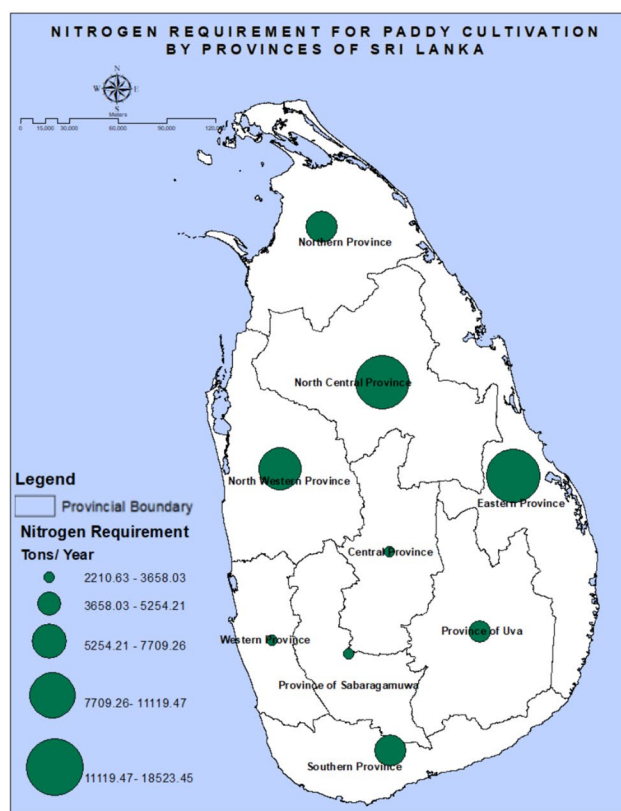 NITROGEN REQUIREMENT FOR PADDY CULTIVATION
BY PROVINCES OF SRI LANKA
N
W E
S
Meters
0 15,000 30,000 60,000 90,000 120,000
Northern Province
North Central Province
North Western Province
Eastern Province
Central Province
Western Province
Province of Uva
Province of Sabaragamuwa
Southern Province
Legend
Provincial Boundary
Nitrogen Requirement
Tons/ Year
2210.63 - 3658.03
3658.03 - 5254.21
5254.21 - 7709.26
7709.26- 11119.47
11119.47- 18523.45